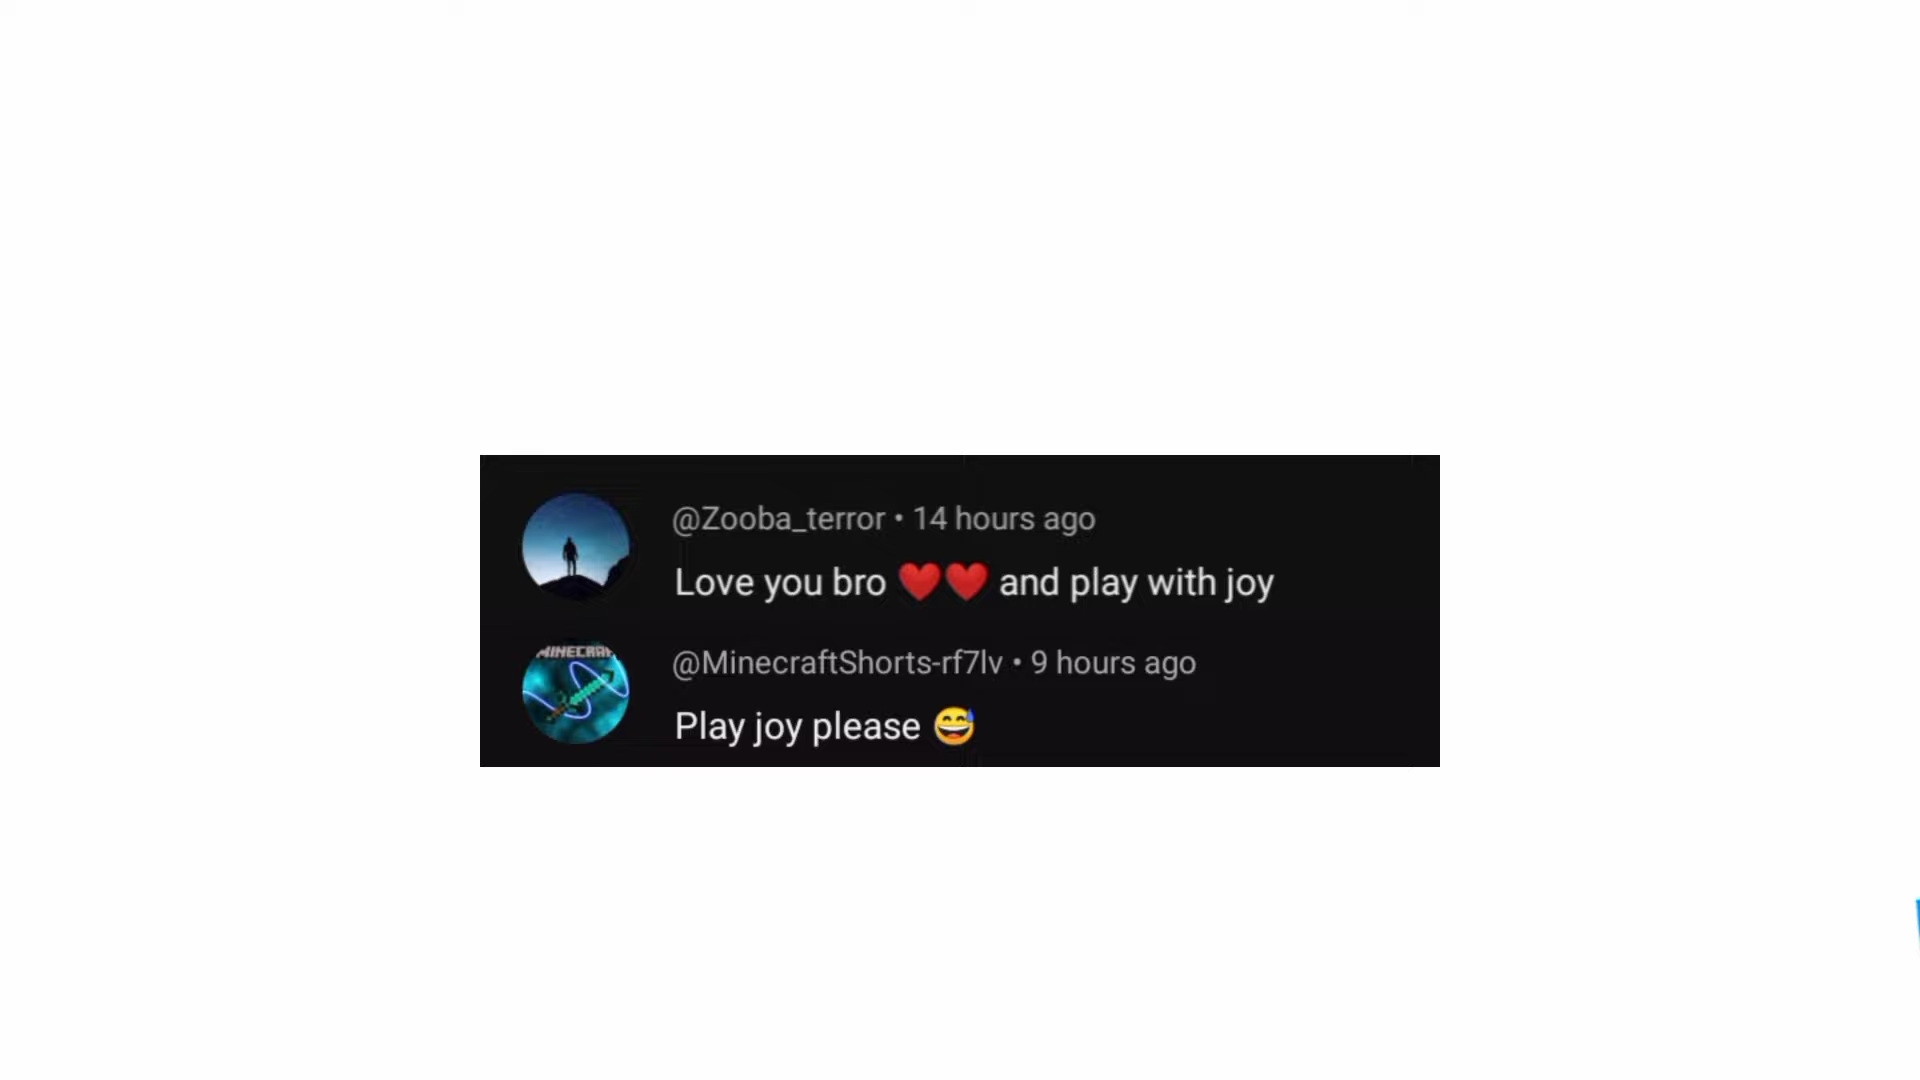 @Zooba_terror • 14 hours ago
Love you bro ❤️❤️ and play with joy
MINECRAF
@MinecraftShorts-rf7lv • 9 hours ago
Play joy please 😅